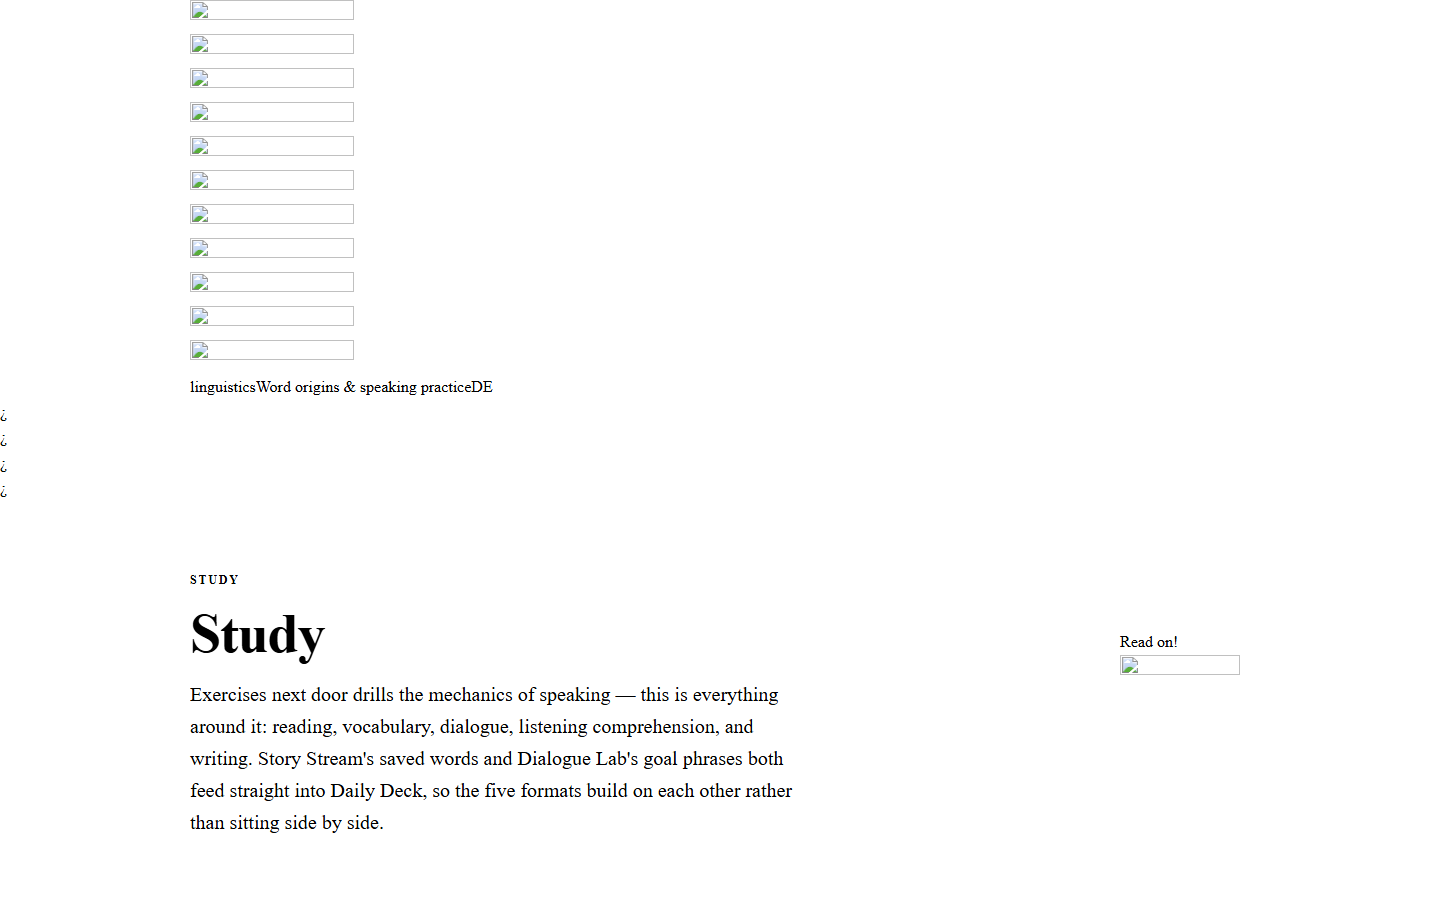 linguisticsWord origins & speaking practiceDE
¿
¿
¿
¿
STUDY
Study
Read on!
Exercises next door drills the mechanics of speaking — this is everything
around it: reading, vocabulary, dialogue, listening comprehension, and
writing. Story Stream's saved words and Dialogue Lab's goal phrases both
feed straight into Daily Deck, so the five formats build on each other rather
than sitting side by side.